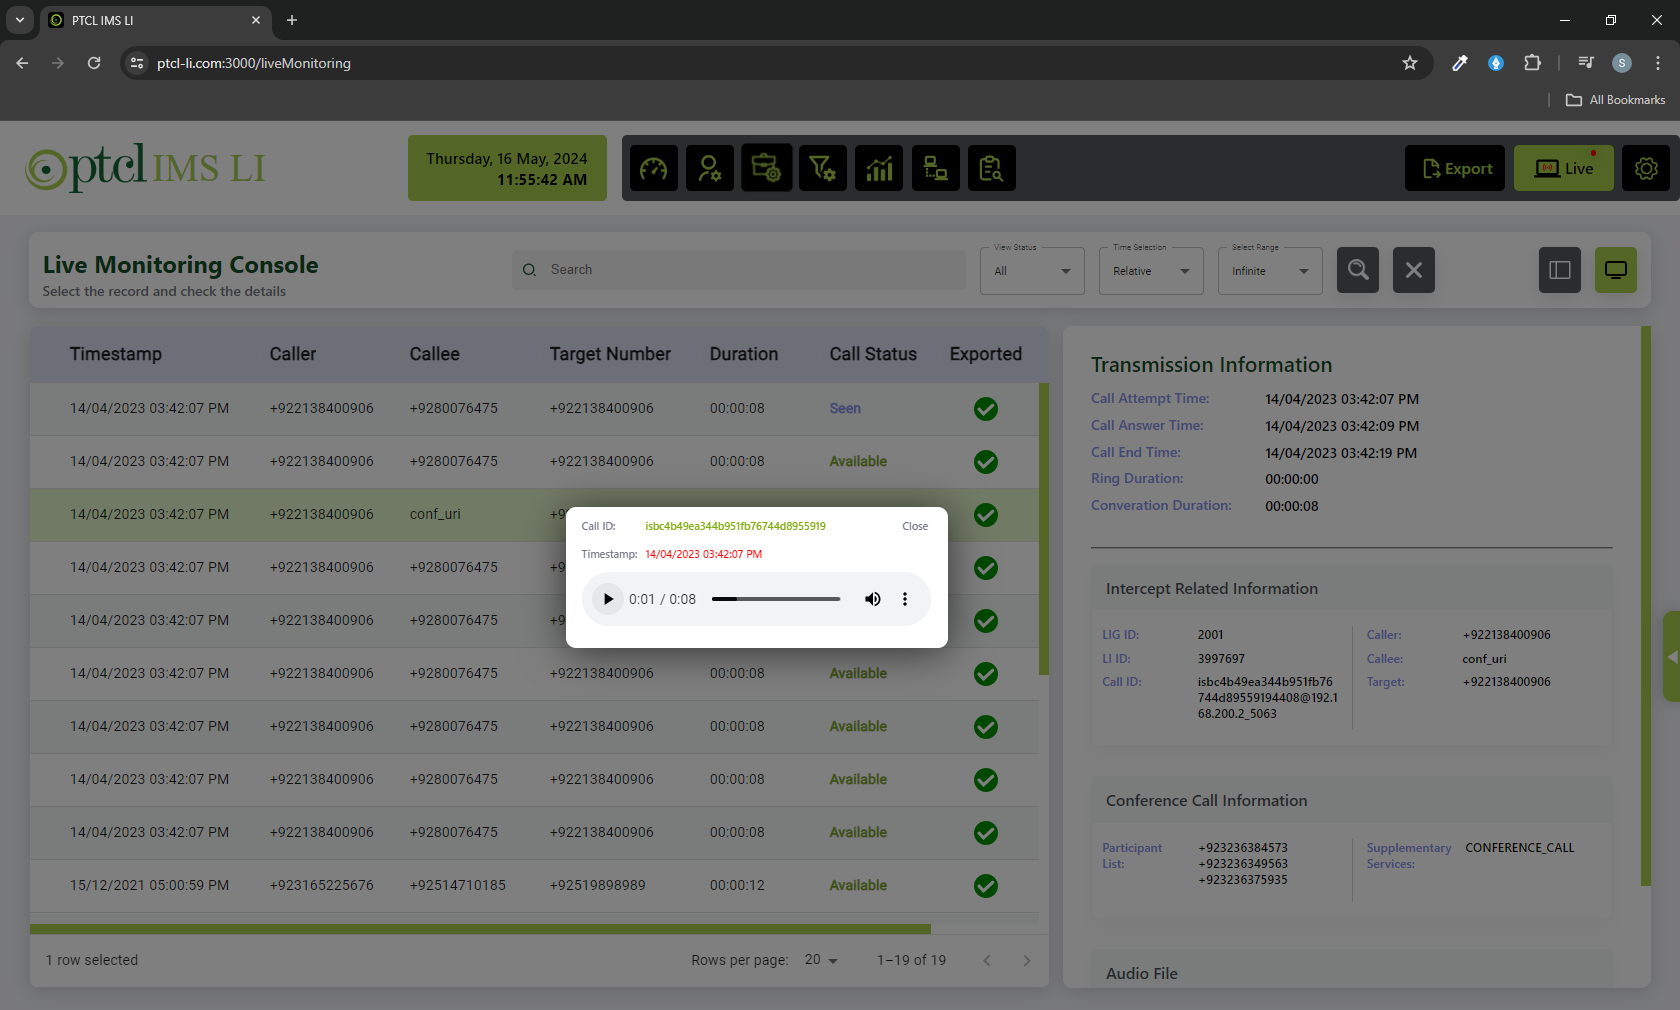 PTCL IMS LI
ptcl-li.com:3000/liveMonitoring
S
All Bookmarks
ptcl IMS LI
Thursday, 16 May, 2024
11:55:42 AM
Export
Live
Live Monitoring Console
Select the record and check the details
Search
View Status
All
Time Selection
Relative
Select Range
Infinite
Timestamp Caller Callee Target Number Duration Call Status Exported
14/04/2023 03:42:07 PM +922138400906 +9280076475 +922138400906 00:00:08 Seen
14/04/2023 03:42:07 PM +922138400906 +9280076475 +922138400906 00:00:08 Available
14/04/2023 03:42:07 PM +922138400906 conf_uri +9
14/04/2023 03:42:07 PM +922138400906 +9280076475 +9
14/04/2023 03:42:07 PM +922138400906 +9280076475 +9
14/04/2023 03:42:07 PM +922138400906 +9280076475 +922138400906 00:00:08 Available
14/04/2023 03:42:07 PM +922138400906 +9280076475 +922138400906 00:00:08 Available
14/04/2023 03:42:07 PM +922138400906 +9280076475 +922138400906 00:00:08 Available
14/04/2023 03:42:07 PM +922138400906 +9280076475 +922138400906 00:00:08 Available
15/12/2021 05:00:59 PM +923165225676 +92514710185 +92519898989 00:00:12 Available
1 row selected
Rows per page: 20 1–19 of 19
Call ID: isbc4b49ea344b951fb76744d8955919 Close
Timestamp: 14/04/2023 03:42:07 PM
0:01 / 0:08
Transmission Information
Call Attempt Time: 14/04/2023 03:42:07 PM
Call Answer Time: 14/04/2023 03:42:09 PM
Call End Time: 14/04/2023 03:42:19 PM
Ring Duration: 00:00:00
Converation Duration: 00:00:08
Intercept Related Information
LIG ID: 2001
LI ID: 3997697
Call ID: isbc4b49ea344b951fb76
744d89559194408@192.1
68.200.2_5063
Caller: +922138400906
Callee: conf_uri
Target: +922138400906
Conference Call Information
Participant
List:
+923236384573
+923236349563
+923236375935
Supplementary
Services:
CONFERENCE_CALL
Audio File